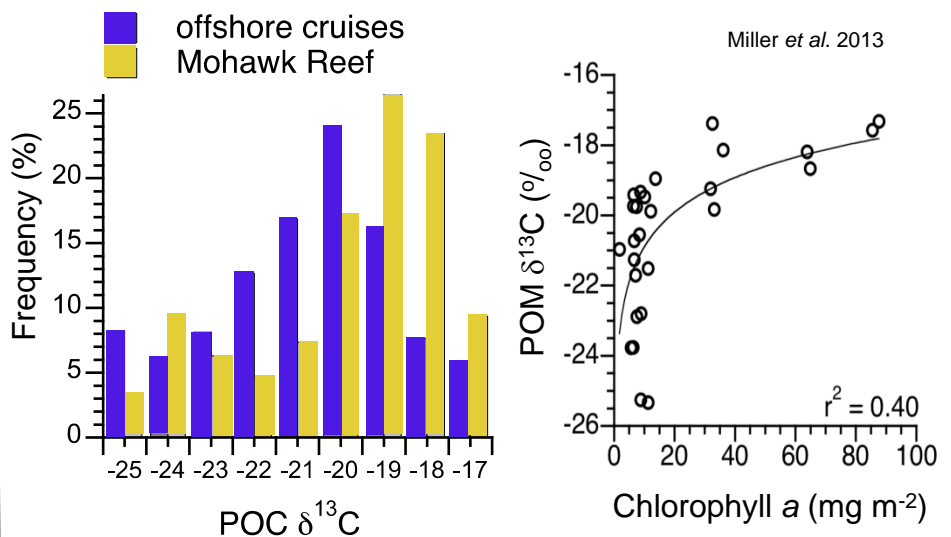 offshore cruises
Mohawk Reef
Frequency (%)
25
20
15
10
5
0
-25 -24 -23 -22 -21 -20 -19 -18 -17
POC δ¹³C
Miller et al. 2013
POM δ¹³C (‰)
-16
-18
-20
-22
-24
-26
r² = 0.40
0 20 40 60 80 100
Chlorophyll a (mg m⁻²)